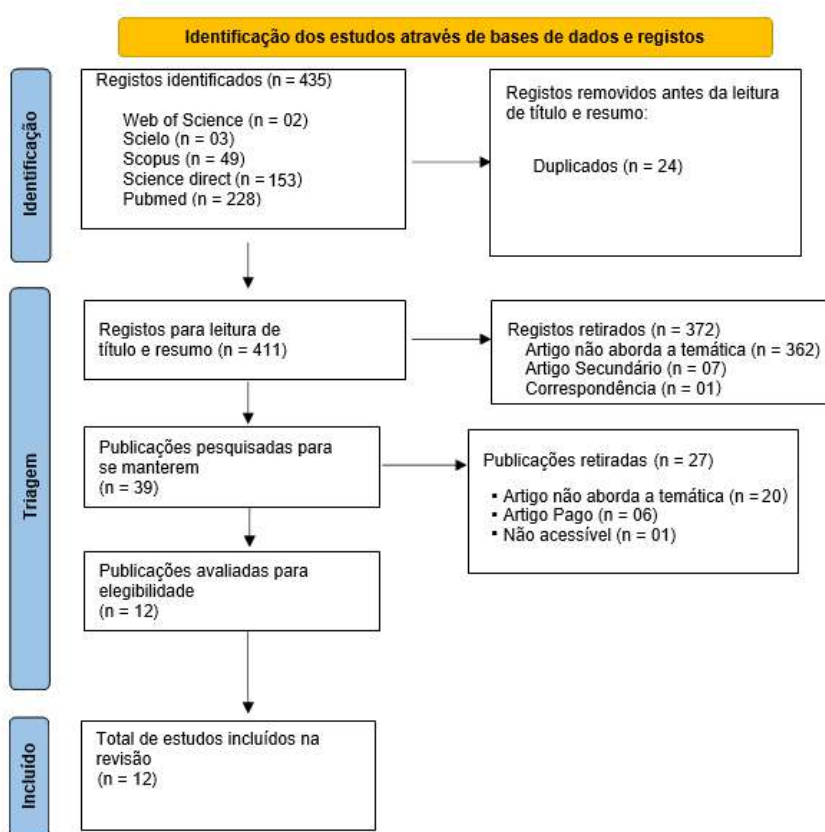 Identificação dos estudos através de bases de dados e registos
Identificação
Registos identificados (n = 435)
Web of Science (n = 02)
Scielo (n = 03)
Scopus (n = 49)
Science direct (n = 153)
Pubmed (n = 228)
Registos removidos antes da leitura
de título e resumo:
Duplicados (n = 24)
Triagem
Registos para leitura de
título e resumo (n = 411)
Registos retirados (n = 372)
Artigo não aborda a temática (n = 362)
Artigo Secundário (n = 07)
Correspondência (n = 01)
Publicações pesquisadas para
se manterem
(n = 39)
Publicações retiradas (n = 27)
▪ Artigo não aborda a temática (n = 20)
▪ Artigo Pago (n = 06)
▪ Não acessível (n = 01)
Publicações avaliadas para
elegibilidade
(n = 12)
Incluído
Total de estudos incluídos na
revisão
(n = 12)